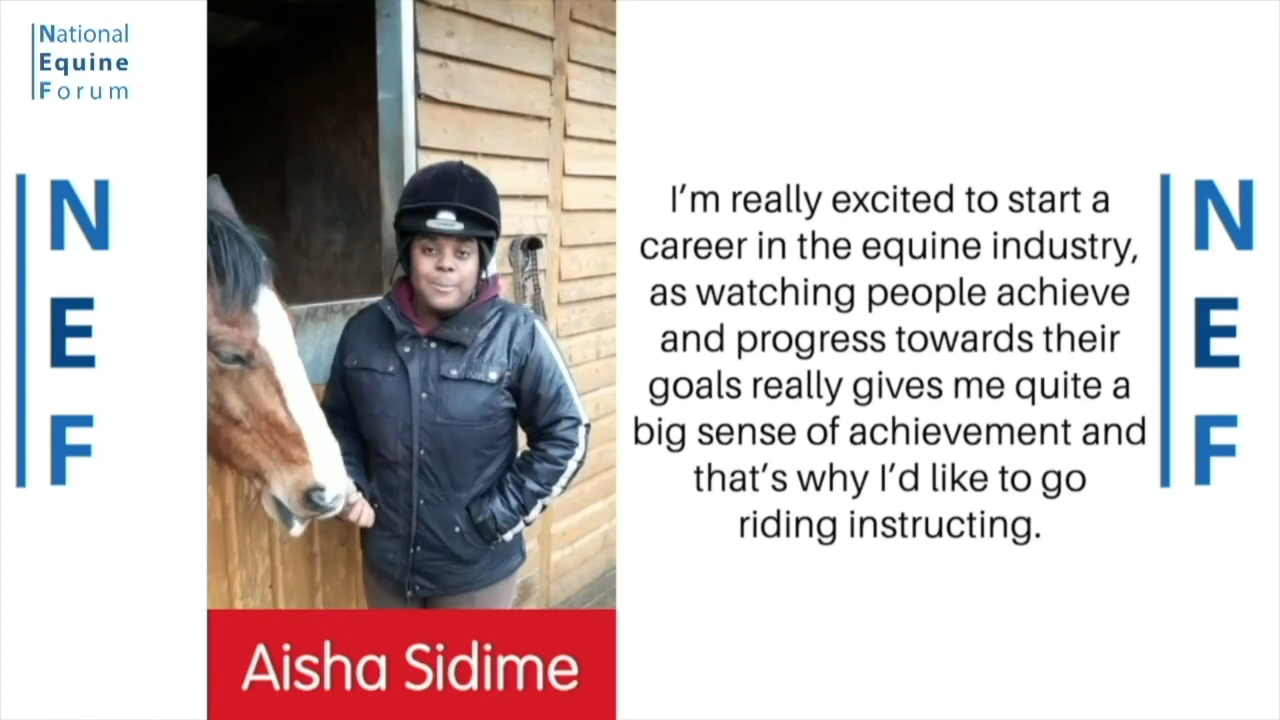 National
Equine
Forum
N
E
F
I’m really excited to start a
career in the equine industry,
as watching people achieve
and progress towards their
goals really gives me quite a
big sense of achievement and
that’s why I’d like to go
riding instructing.
N
E
F
Aisha Sidime